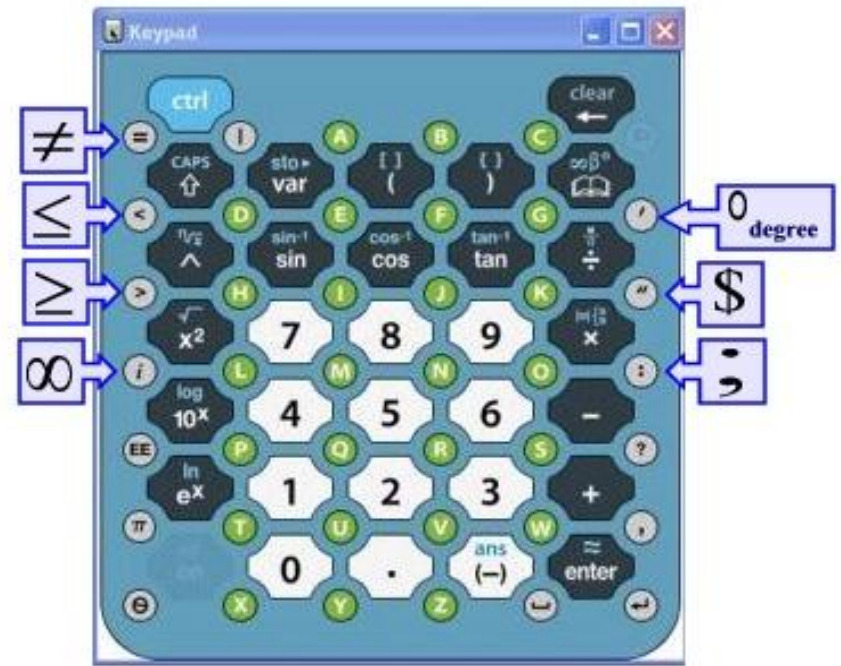 Keypad
ctrl
clear
←
≠
= | A B C
CAPS
⇧
sto ▸
var
[ ]
(
{ }
)
∞β°
≤
< D E F G ′
0
degree
ⁿ√x
^
sin⁻¹
sin
cos⁻¹
cos
tan⁻¹
tan
÷
≥
> H I J K ″
$
√
x²
7 8 9
×
∞
i L M N O :
;
log
10ˣ
4 5 6
−
EE P Q R S ?
ln
eˣ
1 2 3
+
π T U V W ,
0 .
ans
(−)
≈
enter
θ X Y Z ␣ ↵